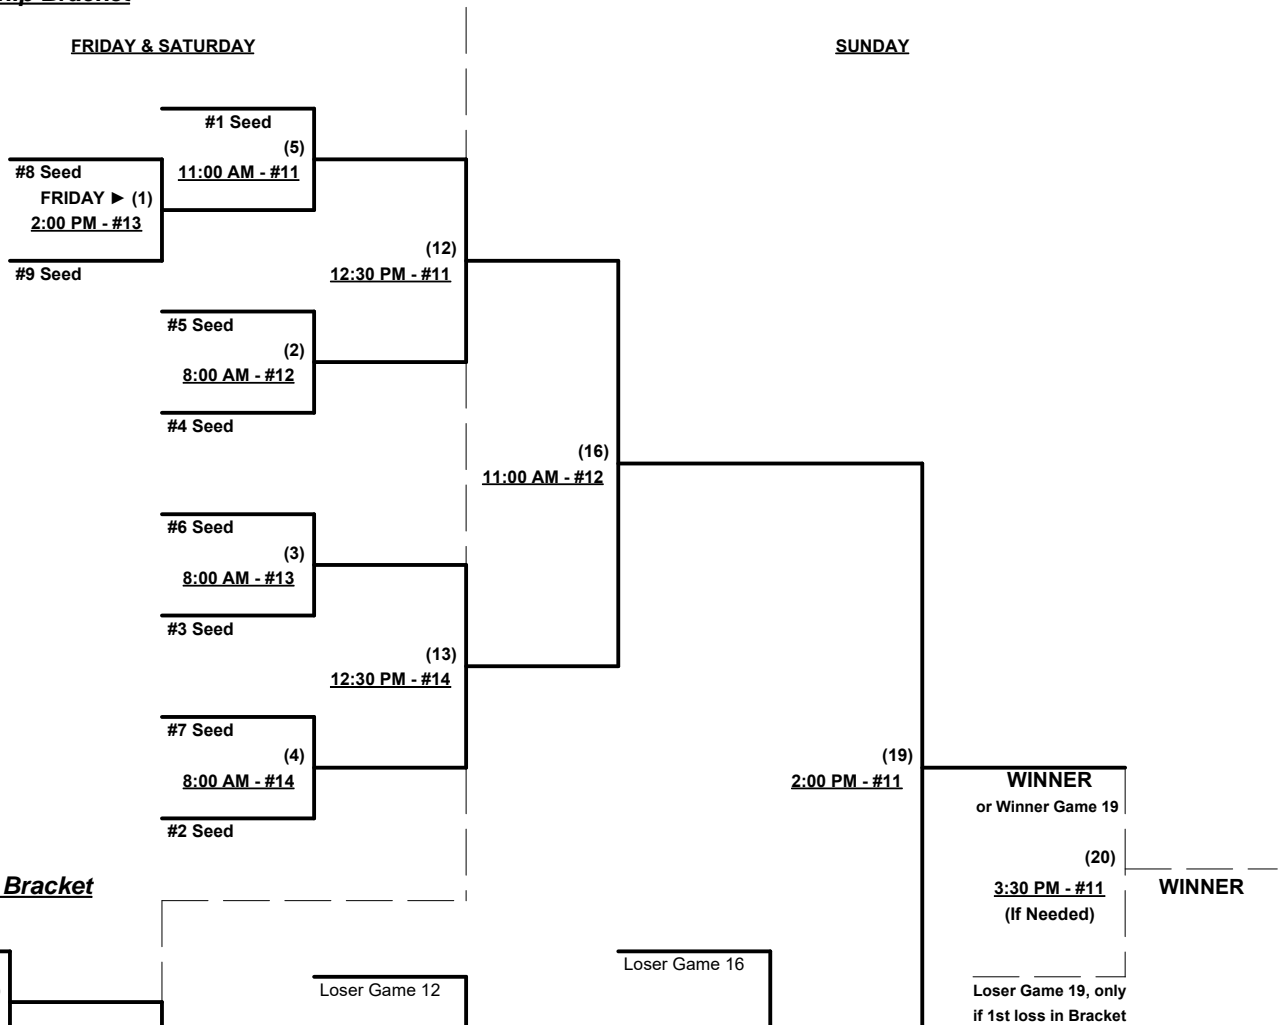 Bracket
FRIDAY & SATURDAY
SUNDAY
#1 Seed
(5)
11:00 AM - #11
#8 Seed
FRIDAY ► (1)
2:00 PM - #13
#9 Seed
(12)
12:30 PM - #11
#5 Seed
(2)
8:00 AM - #12
#4 Seed
(16)
11:00 AM - #12
#6 Seed
(3)
8:00 AM - #13
#3 Seed
(13)
12:30 PM - #14
#7 Seed
(4)
8:00 AM - #14
#2 Seed
(19)
2:00 PM - #11
WINNER
or Winner Game 19
(20)
3:30 PM - #11
(If Needed)
WINNER
Bracket
Loser Game 16
Loser Game 12
Loser Game 19, only
if 1st loss in Bracket